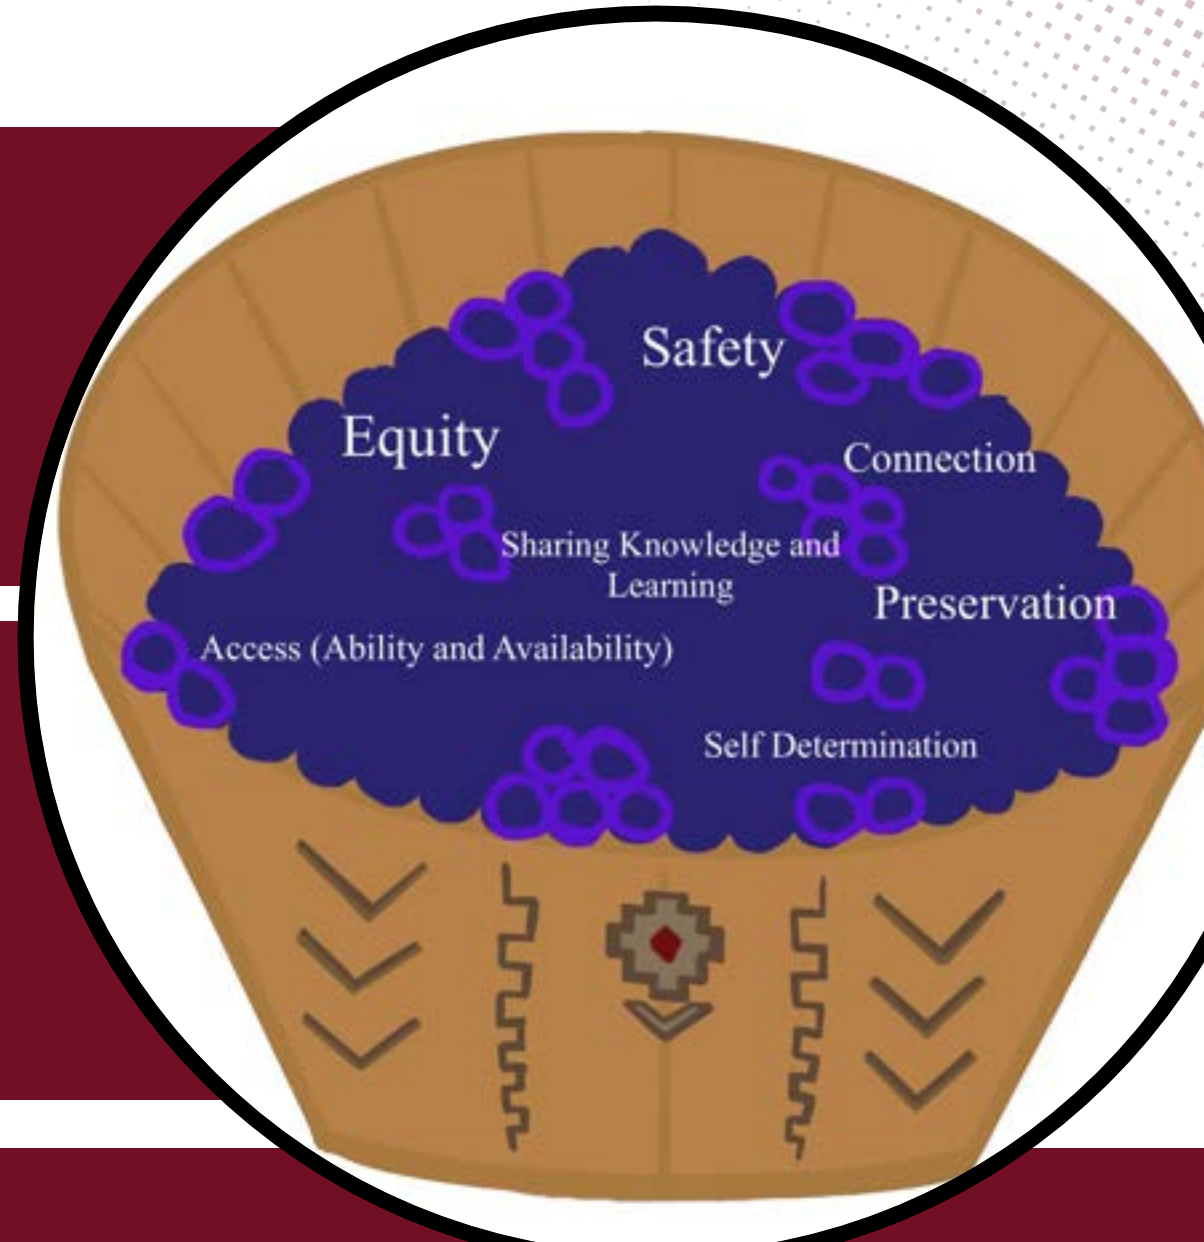 Safety
Equity
Connection
Sharing Knowledge and
Learning
Preservation
Access (Ability and Availability)
Self Determination